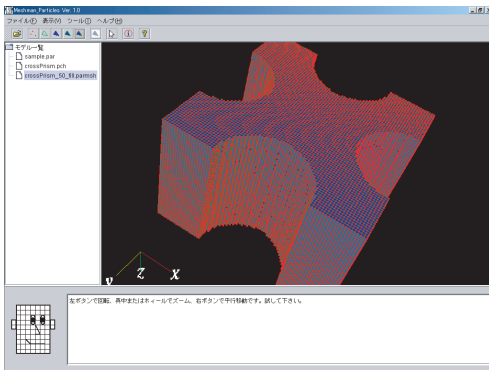 Meshman_Particles Ver. 1.0
ファイル(F) 表示(V) ツール(T) ヘルプ(H)
モデル一覧
sample.par
crossPrism.pch
crossPrism_50_fill.parmsh
y Z X
左ボタンで回転、真中またはホィールでズーム、右ボタンで平行移動です。試して下さい。